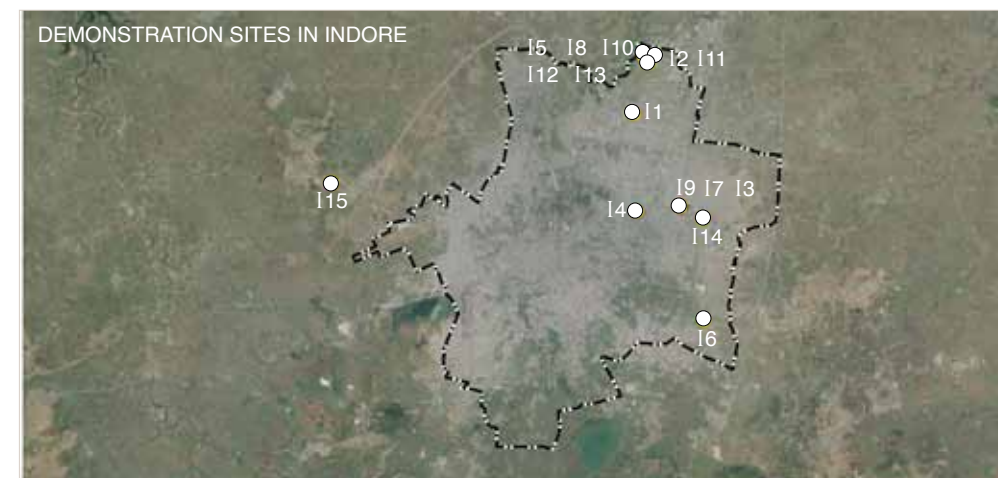 DEMONSTRATION SITES IN INDORE
I5 I8 I10
I2 I11
I12 I13
I1
I9 I7 I3
I15
I4
I14
I6